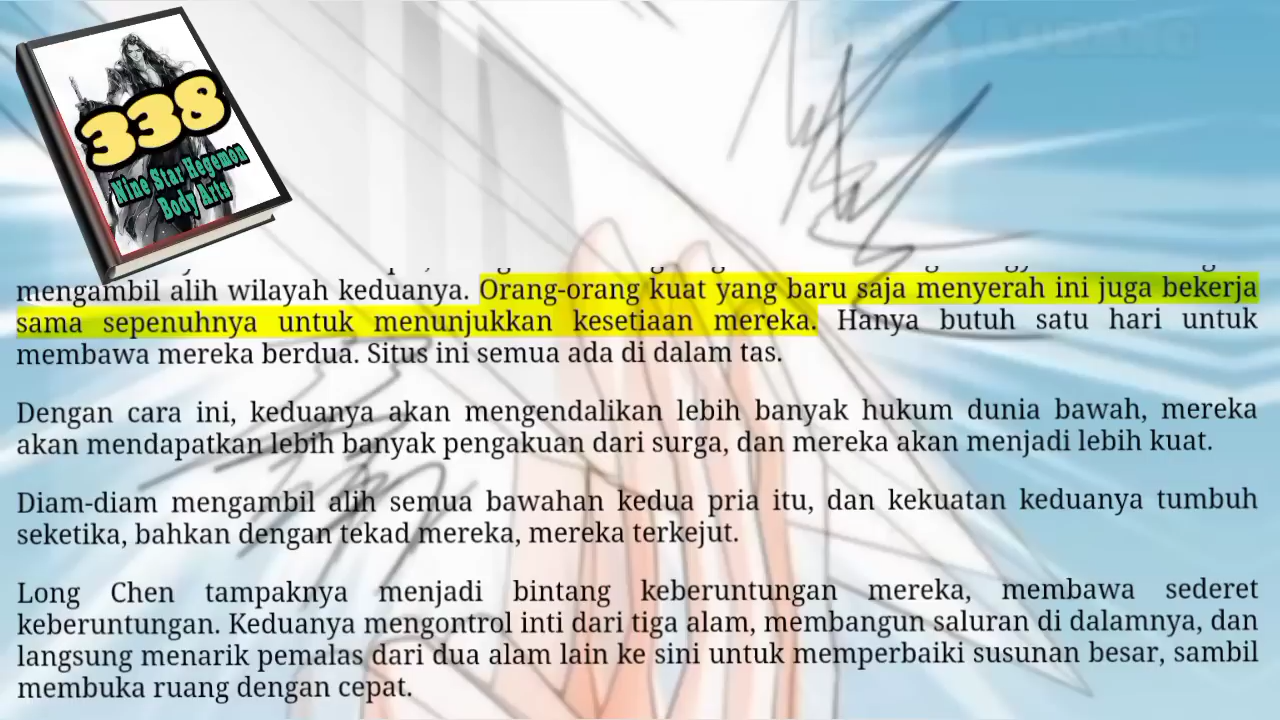 338
Nine Star Hegemon
Body Arts
mengambil alih wilayah keduanya. Orang-orang kuat yang baru saja menyerah ini juga bekerja
sama sepenuhnya untuk menunjukkan kesetiaan mereka. Hanya butuh satu hari untuk
membawa mereka berdua. Situs ini semua ada di dalam tas.
Dengan cara ini, keduanya akan mengendalikan lebih banyak hukum dunia bawah, mereka
akan mendapatkan lebih banyak pengakuan dari surga, dan mereka akan menjadi lebih kuat.
Diam-diam mengambil alih semua bawahan kedua pria itu, dan kekuatan keduanya tumbuh
seketika, bahkan dengan tekad mereka, mereka terkejut.
Long Chen tampaknya menjadi bintang keberuntungan mereka, membawa sederet
keberuntungan. Keduanya mengontrol inti dari tiga alam, membangun saluran di dalamnya, dan
langsung menarik pemalas dari dua alam lain ke sini untuk memperbaiki susunan besar, sambil
membuka ruang dengan cepat.